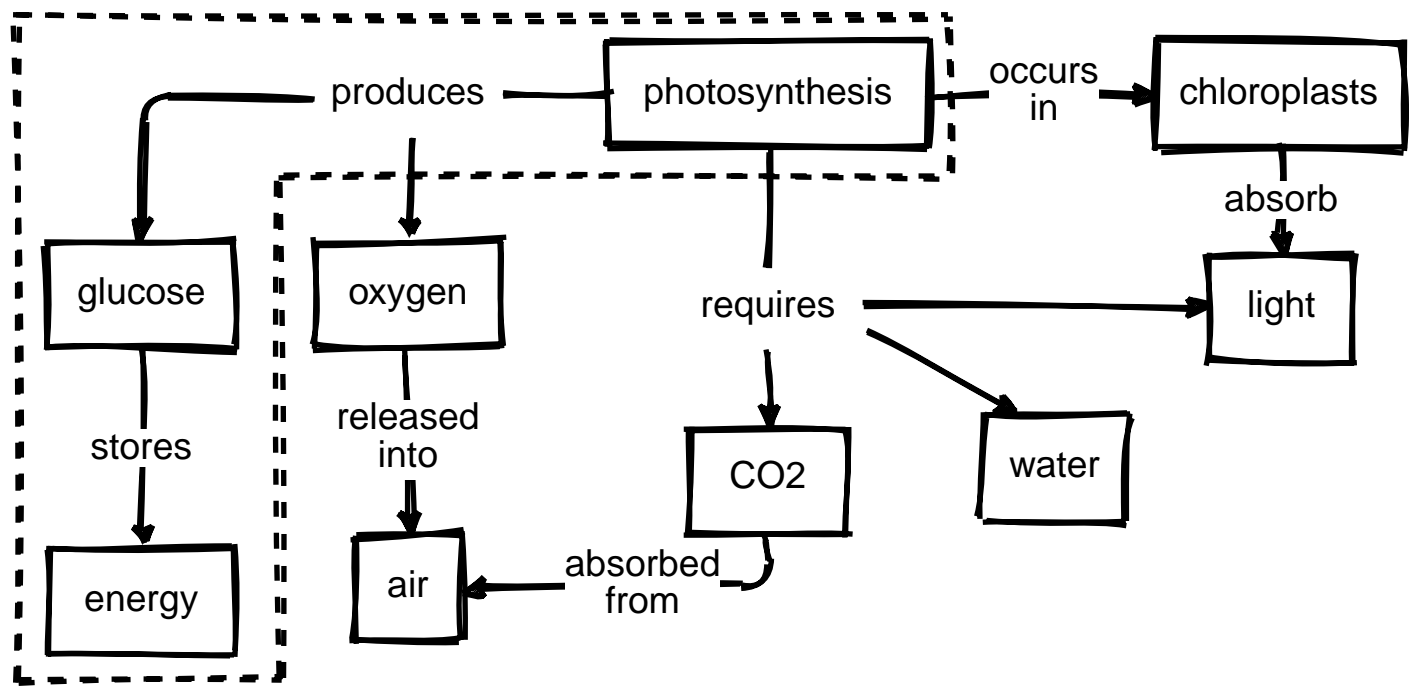 produces
photosynthesis
occurs
in
chloroplasts
absorb
glucose
oxygen
requires
light
released
into
stores
CO2
water
absorbed
from
air
energy